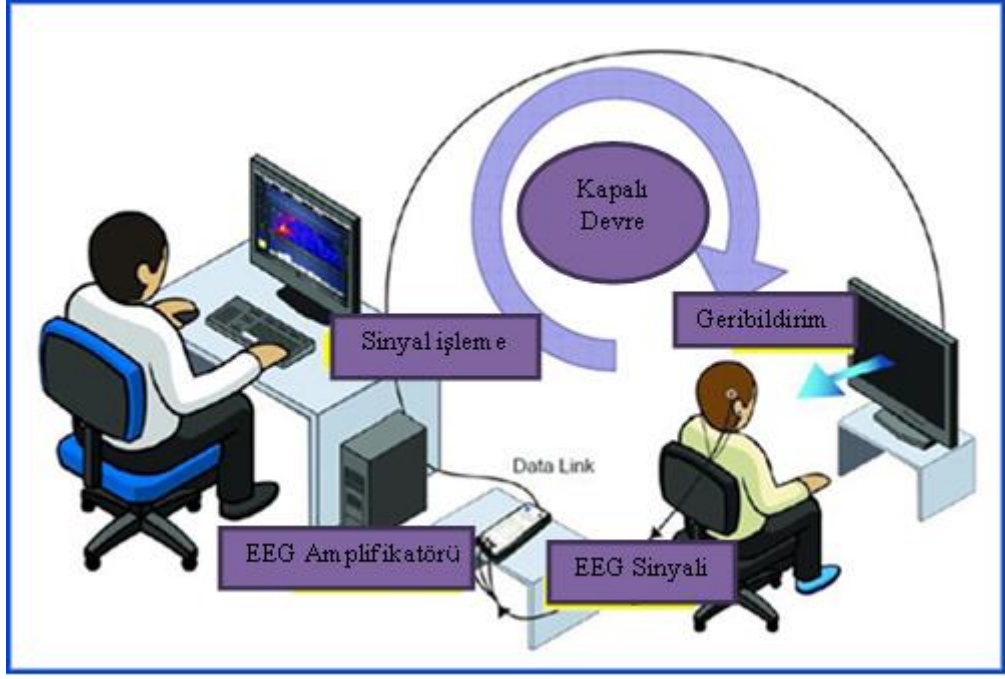 Kapalı
Devre
Geribildirim
Sinyal işleme
Data Link
EEG Amplifikatörü
EEG Sinyali